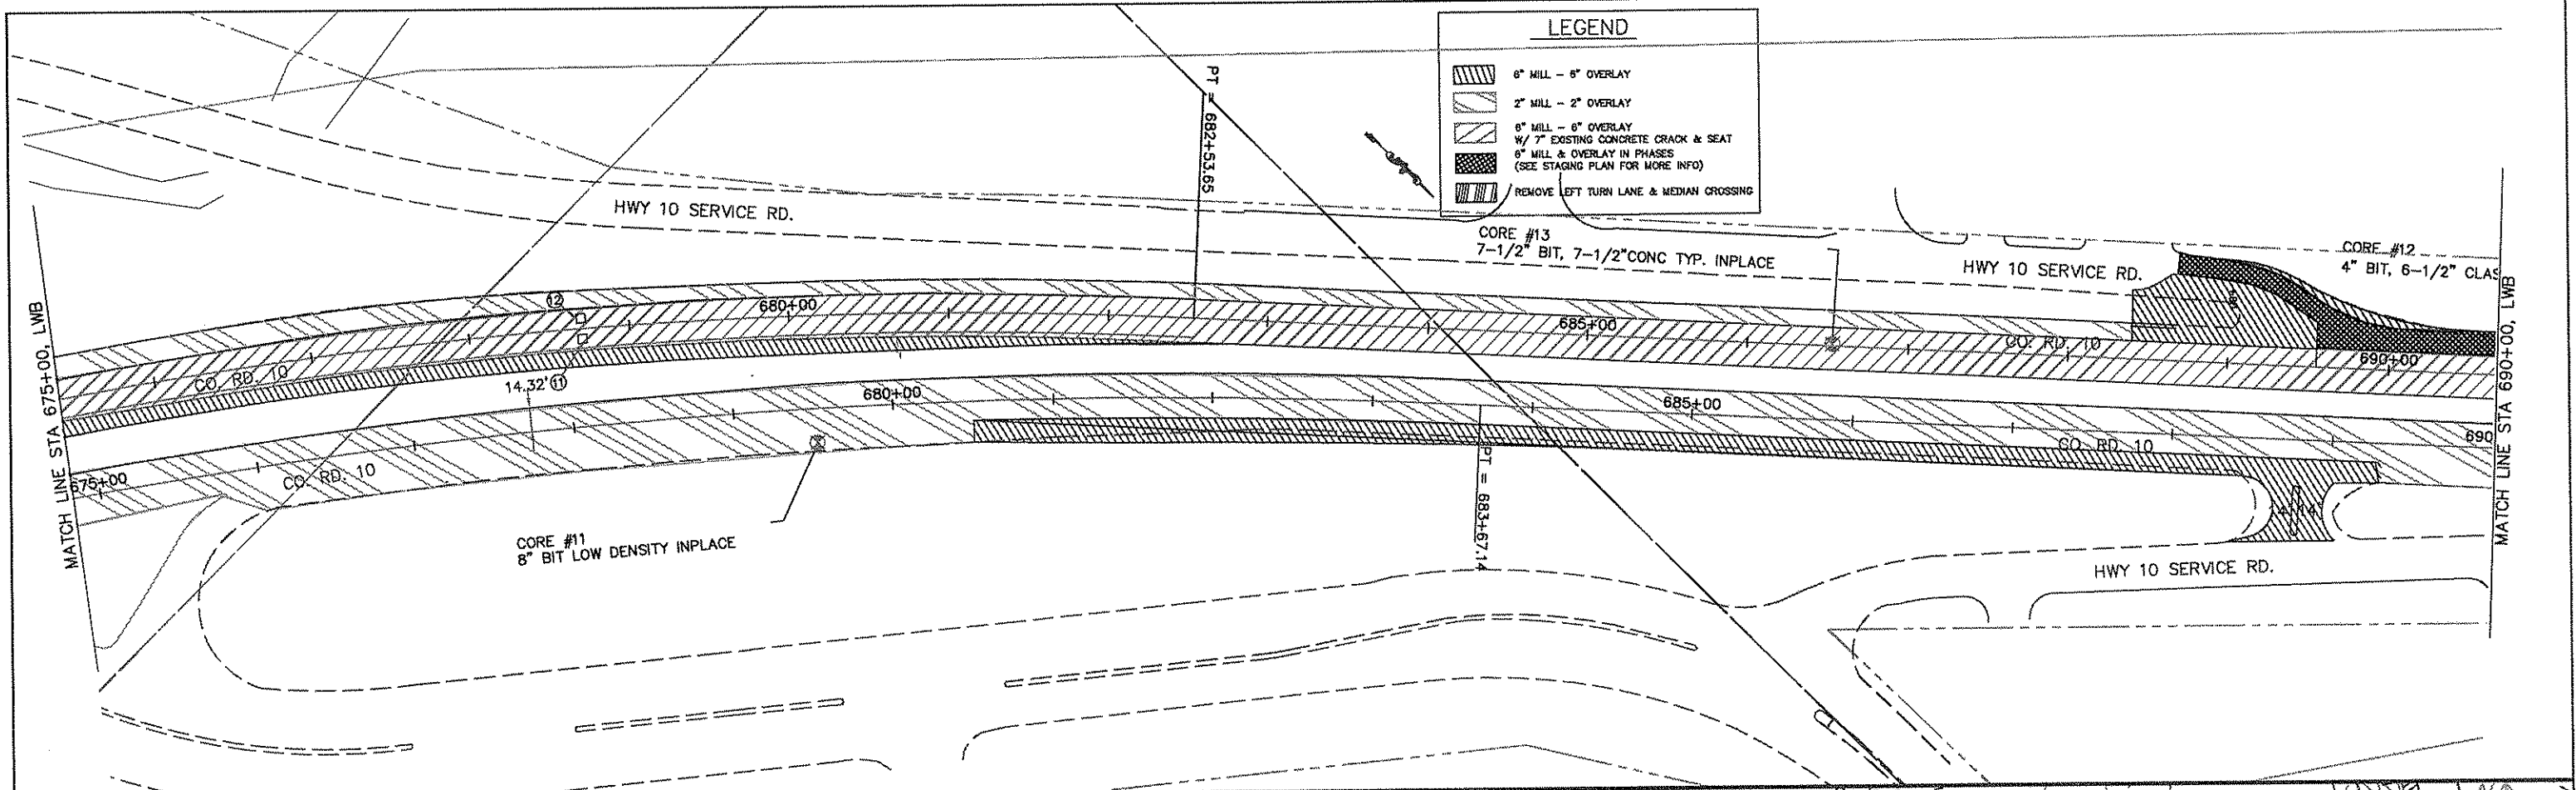 LEGEND
6" MILL - 6" OVERLAY
2" MILL - 2" OVERLAY
6" MILL - 6" OVERLAY
W/ 7" EXISTING CONCRETE CRACK & SEAT
6" MILL & OVERLAY IN PHASES
(SEE STAGING PLAN FOR MORE INFO)
REMOVE LEFT TURN LANE & MEDIAN CROSSING
PT = 682+53.65
HWY 10 SERVICE RD.
CORE #13
7-1/2" BIT, 7-1/2"CONC TYP. INPLACE
HWY 10 SERVICE RD.
CORE #12
4" BIT, 6-1/2" CLAS
MATCH LINE STA 675+00, LWB
12
680+00
685+00
CO. RD. 10
690+00
MATCH LINE STA 690+00, LWB
CO. RD. 10
14.32'
11
680+00
685+00
CO. RD. 10
690
675+00
CO. RD. 10
PT = 683+67.14
14'
14'
CORE #11
8" BIT LOW DENSITY INPLACE
HWY 10 SERVICE RD.